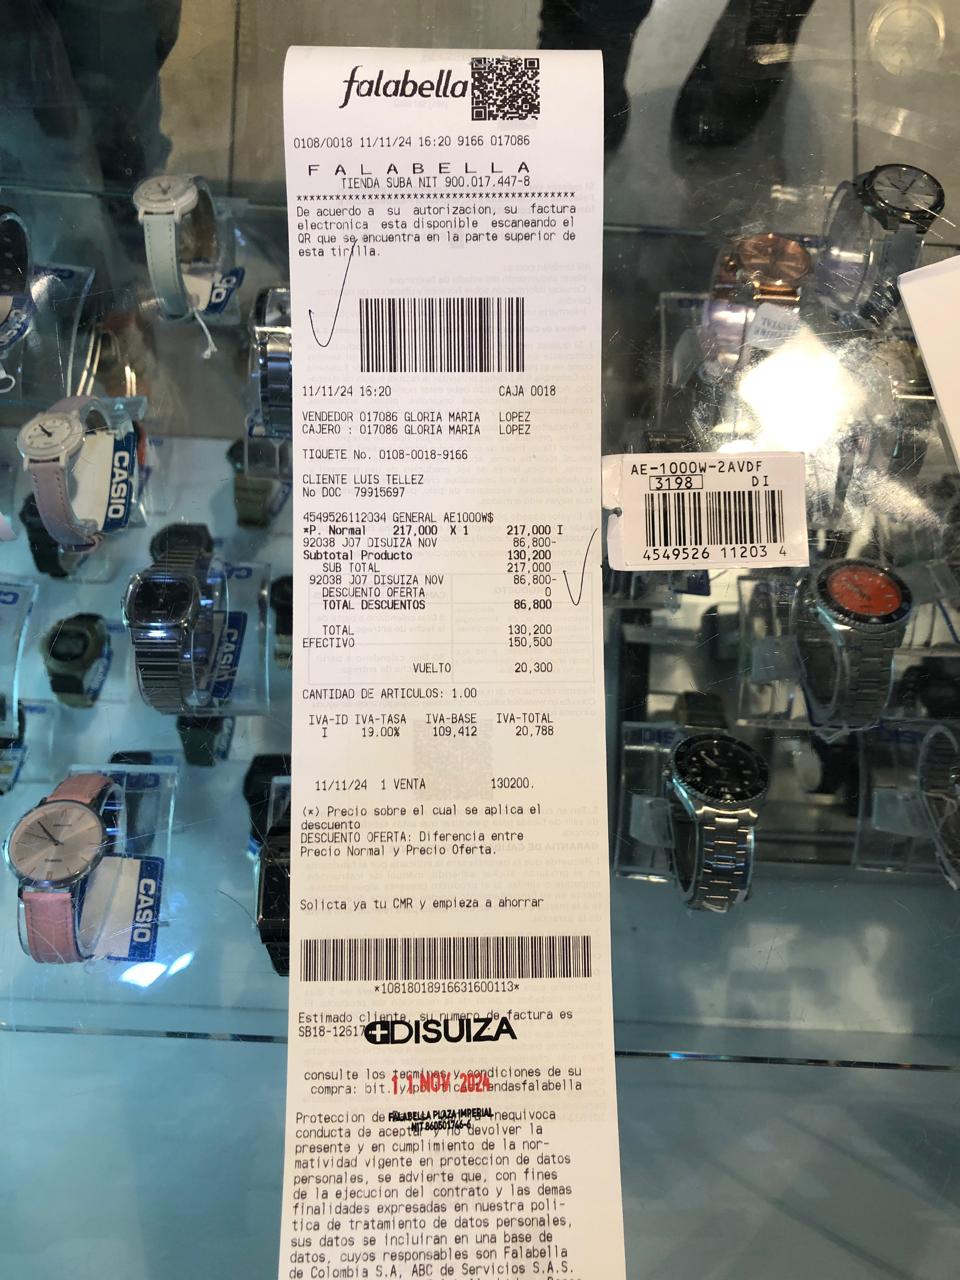 falabella
0108/0018 11/11/24 16:20 9166 017086
F A L A B E L L A
TIENDA SUBA NIT 900.017.447-8
****************************************
De acuerdo a su autorizacion, su factura
electronica esta disponible escaneando el
QR que se encuentra en la parte superior de
esta tirilla.
11/11/24 16:20 CAJA 0018
VENDEDOR 017086 GLORIA MARIA LOPEZ
CAJERO : 017086 GLORIA MARIA LOPEZ
TIQUETE No. 0108-0018-9166
CLIENTE LUIS TELLEZ
No DOC 79915697
4549526112034 GENERAL AE1000W$
*P. Normal 217,000 X 1 217,000 I
92038 J07 DISUIZA NOV 86,800-
Subtotal Producto 130,200
SUB TOTAL 217,000
92038 J07 DISUIZA NOV 86,800-
DESCUENTO OFERTA 0
TOTAL DESCUENTOS 86,800
TOTAL 130,200
EFECTIVO 150,500
VUELTO 20,300
CANTIDAD DE ARTICULOS: 1.00
IVA-ID IVA-TASA IVA-BASE IVA-TOTAL
I 19.00% 109,412 20,788
11/11/24 1 VENTA 130200.
(*) Precio sobre el cual se aplica el
descuento
DESCUENTO OFERTA: Diferencia entre
Precio Normal y Precio Oferta.
Solicta ya tu CMR y empieza a ahorrar
*10818018916631600113*
Estimado cliente, su numero de factura es
SB18-12617
DISUIZA
consulte los terminos y condiciones de su
compra: bit.
11 NOV 2024
endasfalabella
FALABELLA PLAZA IMPERIAL
NIT 860501746-6
Proteccion de inequivoca
conducta de aceptar y no devolver la
presente y en cumplimiento de la nor-
matividad vigente en proteccion de datos
personales, se advierte que, con fines
de la ejecucion del contrato y las demas
finalidades expresadas en nuestra poli-
tica de tratamiento de datos personales,
sus datos se incluiran en una base de
datos, cuyos responsables son Falabella
de Colombia S.A, ABC de Servicios S.A.S.
AE-1000W-2AVDF
3198 DI
4549526 11203 4
CASIO
CASIO
CASIO